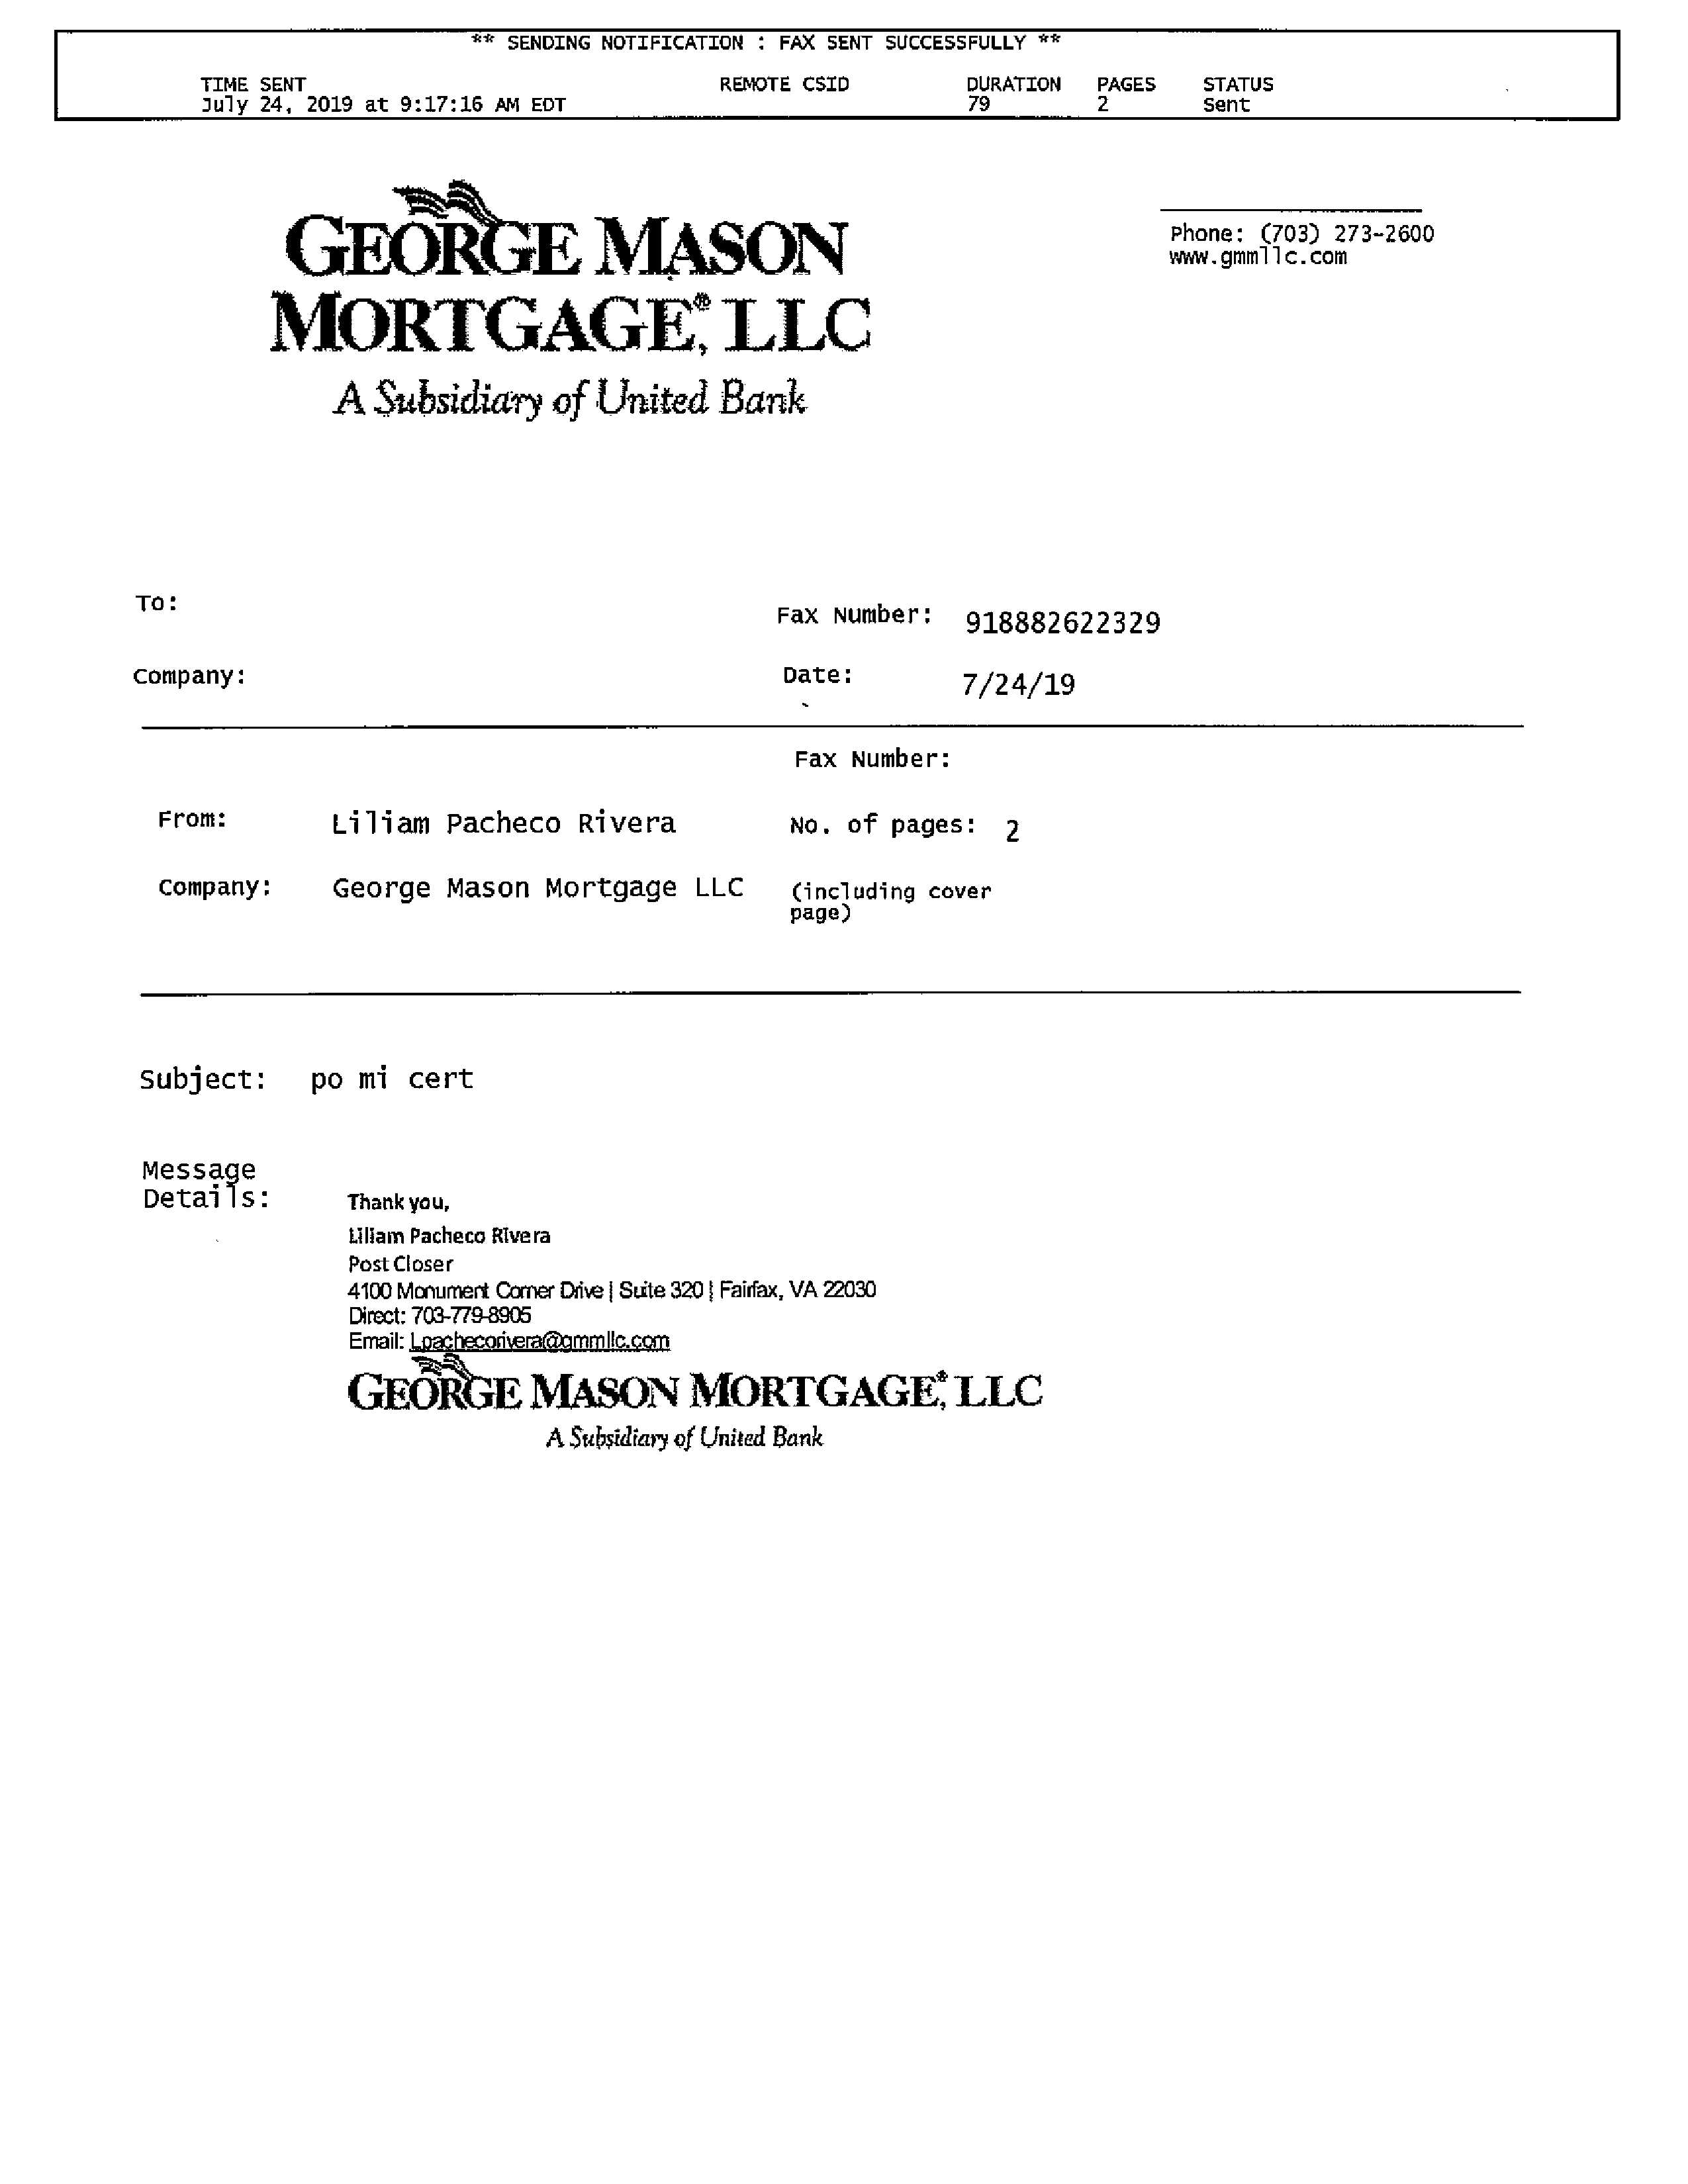 ** SENDING NOTIFICATION : FAX SENT SUCCESSFULLY **
TIME SENT REMOTE CSID DURATION PAGES STATUS
July 24, 2019 at 9:17:16 AM EDT 79 2 Sent
GEORGE MASON
MORTGAGE,® LLC
A Subsidiary of United Bank
Phone: (703) 273-2600
www.gmmllc.com
To:
Fax Number: 918882622329
Company:
Date: 7/24/19
Fax Number:
From: Liliam Pacheco Rivera
No. of pages: 2
Company: George Mason Mortgage LLC
(including cover
page)
Subject: po mi cert
Message
Details:
Thank you,
Liliam Pacheco Rivera
Post Closer
4100 Monument Corner Drive | Suite 320 | Fairfax, VA 22030
Direct: 703-779-8905
Email: Lpachecorivera@gmmllc.com
GEORGE MASON MORTGAGE,® LLC
A Subsidiary of United Bank